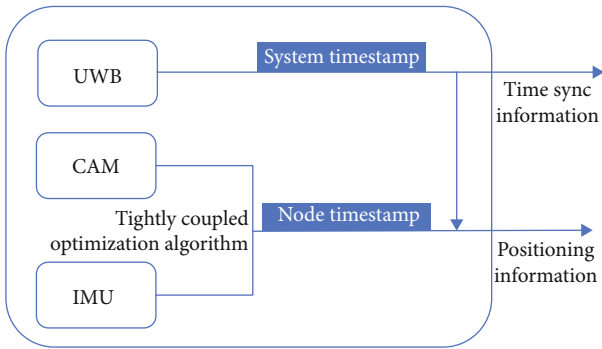 UWB
System timestamp
Time sync
information
CAM
Tightly coupled
optimization algorithm
Node timestamp
Positioning
information
IMU